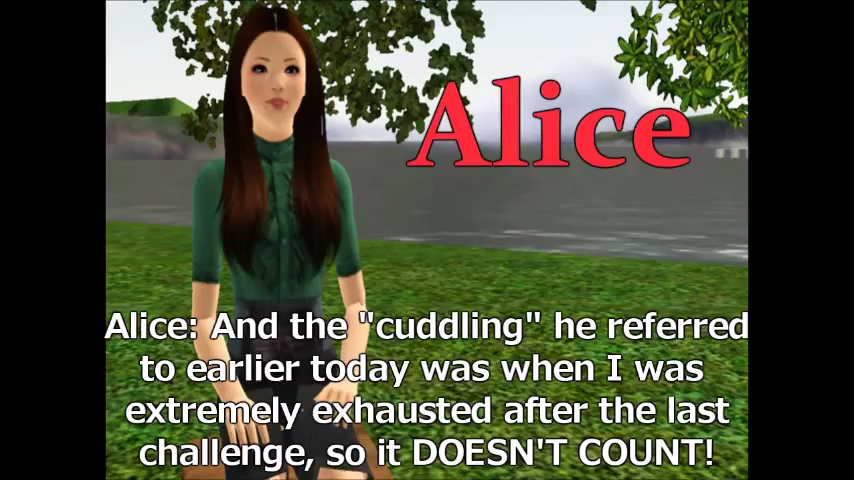 Alice
Alice: And the "cuddling" he referred
to earlier today was when I was
extremely exhausted after the last
challenge, so it DOESN'T COUNT!